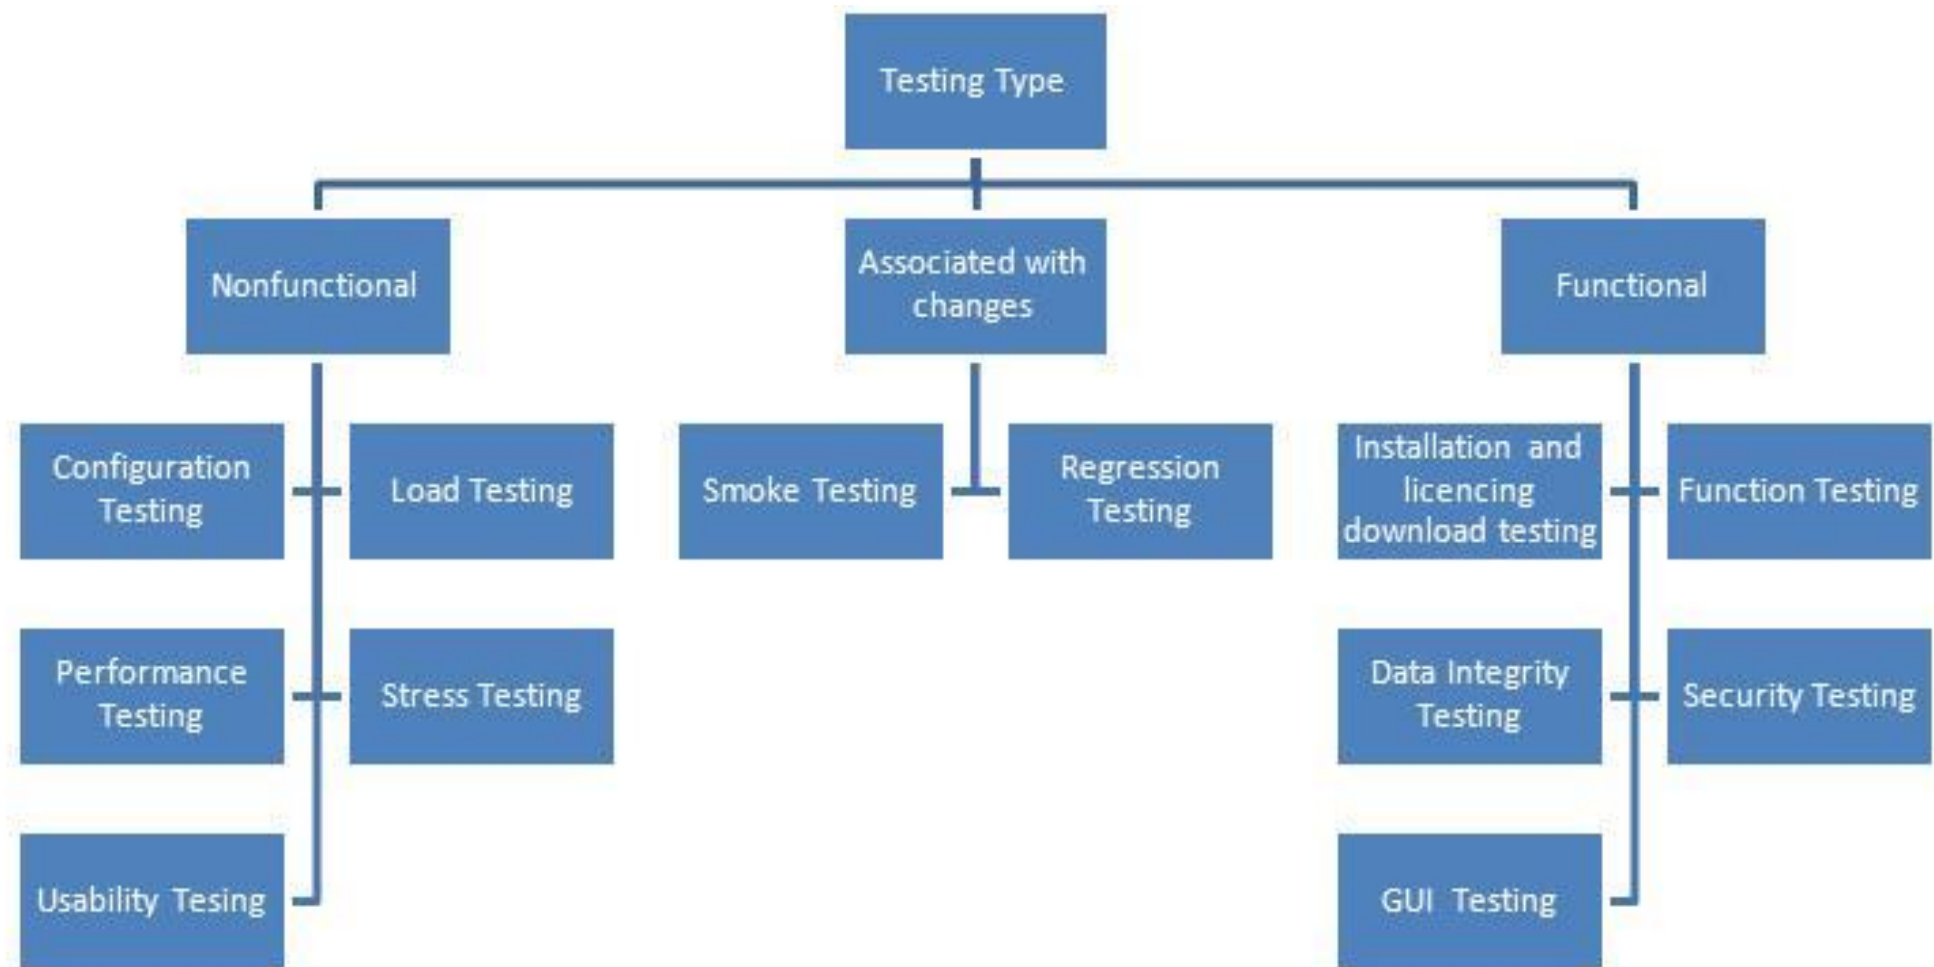 Testing Type
Nonfunctional
Associated with
changes
Functional
Configuration
Testing
Load Testing
Smoke Testing
Regression
Testing
Installation and
licencing
download testing
Function Testing
Performance
Testing
Stress Testing
Data Integrity
Testing
Security Testing
Usability Tesing
GUI Testing